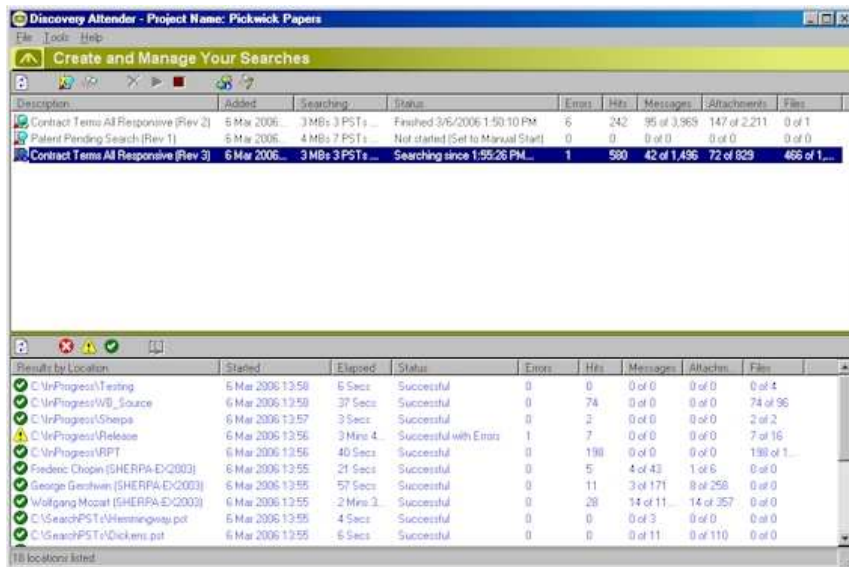 Discovery Attender - Project Name: Pickwick Papers
File Tools Help
Create and Manage Your Searches
Description Added Searching Status Errors Hits Messages Attachments Files
Contract Terms All Responsive (Rev 2) 6 Mar 2006... 3 MBs 3 PSTs ... Finished 3/6/2006 1:50:10 PM 6 242 95 of 3,969 147 of 2,211 0 of 1
Patent Pending Search (Rev 1) 6 Mar 2006... 4 MBs 7 PSTs ... Not started (Set to Manual Start) 0 0 0 of 0 0 of 0 0 of 0
Contract Terms All Responsive (Rev 3) 6 Mar 2006... 3 MBs 3 PSTs ... Searching since 1:55:26 PM... 1 580 42 of 1,496 72 of 829 466 of 1,...
Results by Location Started Elapsed Status Errors Hits Messages Attachm... Files
C:\InProgress\Testing 6 Mar 2006 13:58 6 Secs Successful 0 0 0 of 0 0 of 0 0 of 4
C:\InProgress\WB_Source 6 Mar 2006 13:58 37 Secs Successful 0 74 0 of 0 0 of 0 74 of 96
C:\InProgress\Sherpa 6 Mar 2006 13:57 3 Secs Successful 0 2 0 of 0 0 of 0 2 of 2
C:\InProgress\Release 6 Mar 2006 13:56 3 Mins 4... Successful with Errors 1 7 0 of 0 0 of 0 7 of 16
C:\InProgress\RPT 6 Mar 2006 13:56 40 Secs Successful 0 198 0 of 0 0 of 0 198 of 1...
Frederic Chopin (SHERPA-EX2003) 6 Mar 2006 13:55 21 Secs Successful 0 5 4 of 43 1 of 6 0 of 0
George Gershwin (SHERPA-EX2003) 6 Mar 2006 13:55 57 Secs Successful 0 11 3 of 171 8 of 258 0 of 0
Wolfgang Mozart (SHERPA-EX2003) 6 Mar 2006 13:55 2 Mins 3... Successful 0 28 14 of 11... 14 of 357 0 of 0
C:\SearchPSTs\Hemmingway.pst 6 Mar 2006 13:55 4 Secs Successful 0 0 0 of 3 0 of 0 0 of 0
C:\SearchPSTs\Dickens.pst 6 Mar 2006 13:55 6 Secs Successful 0 0 0 of 11 0 of 110 0 of 0
18 locations listed